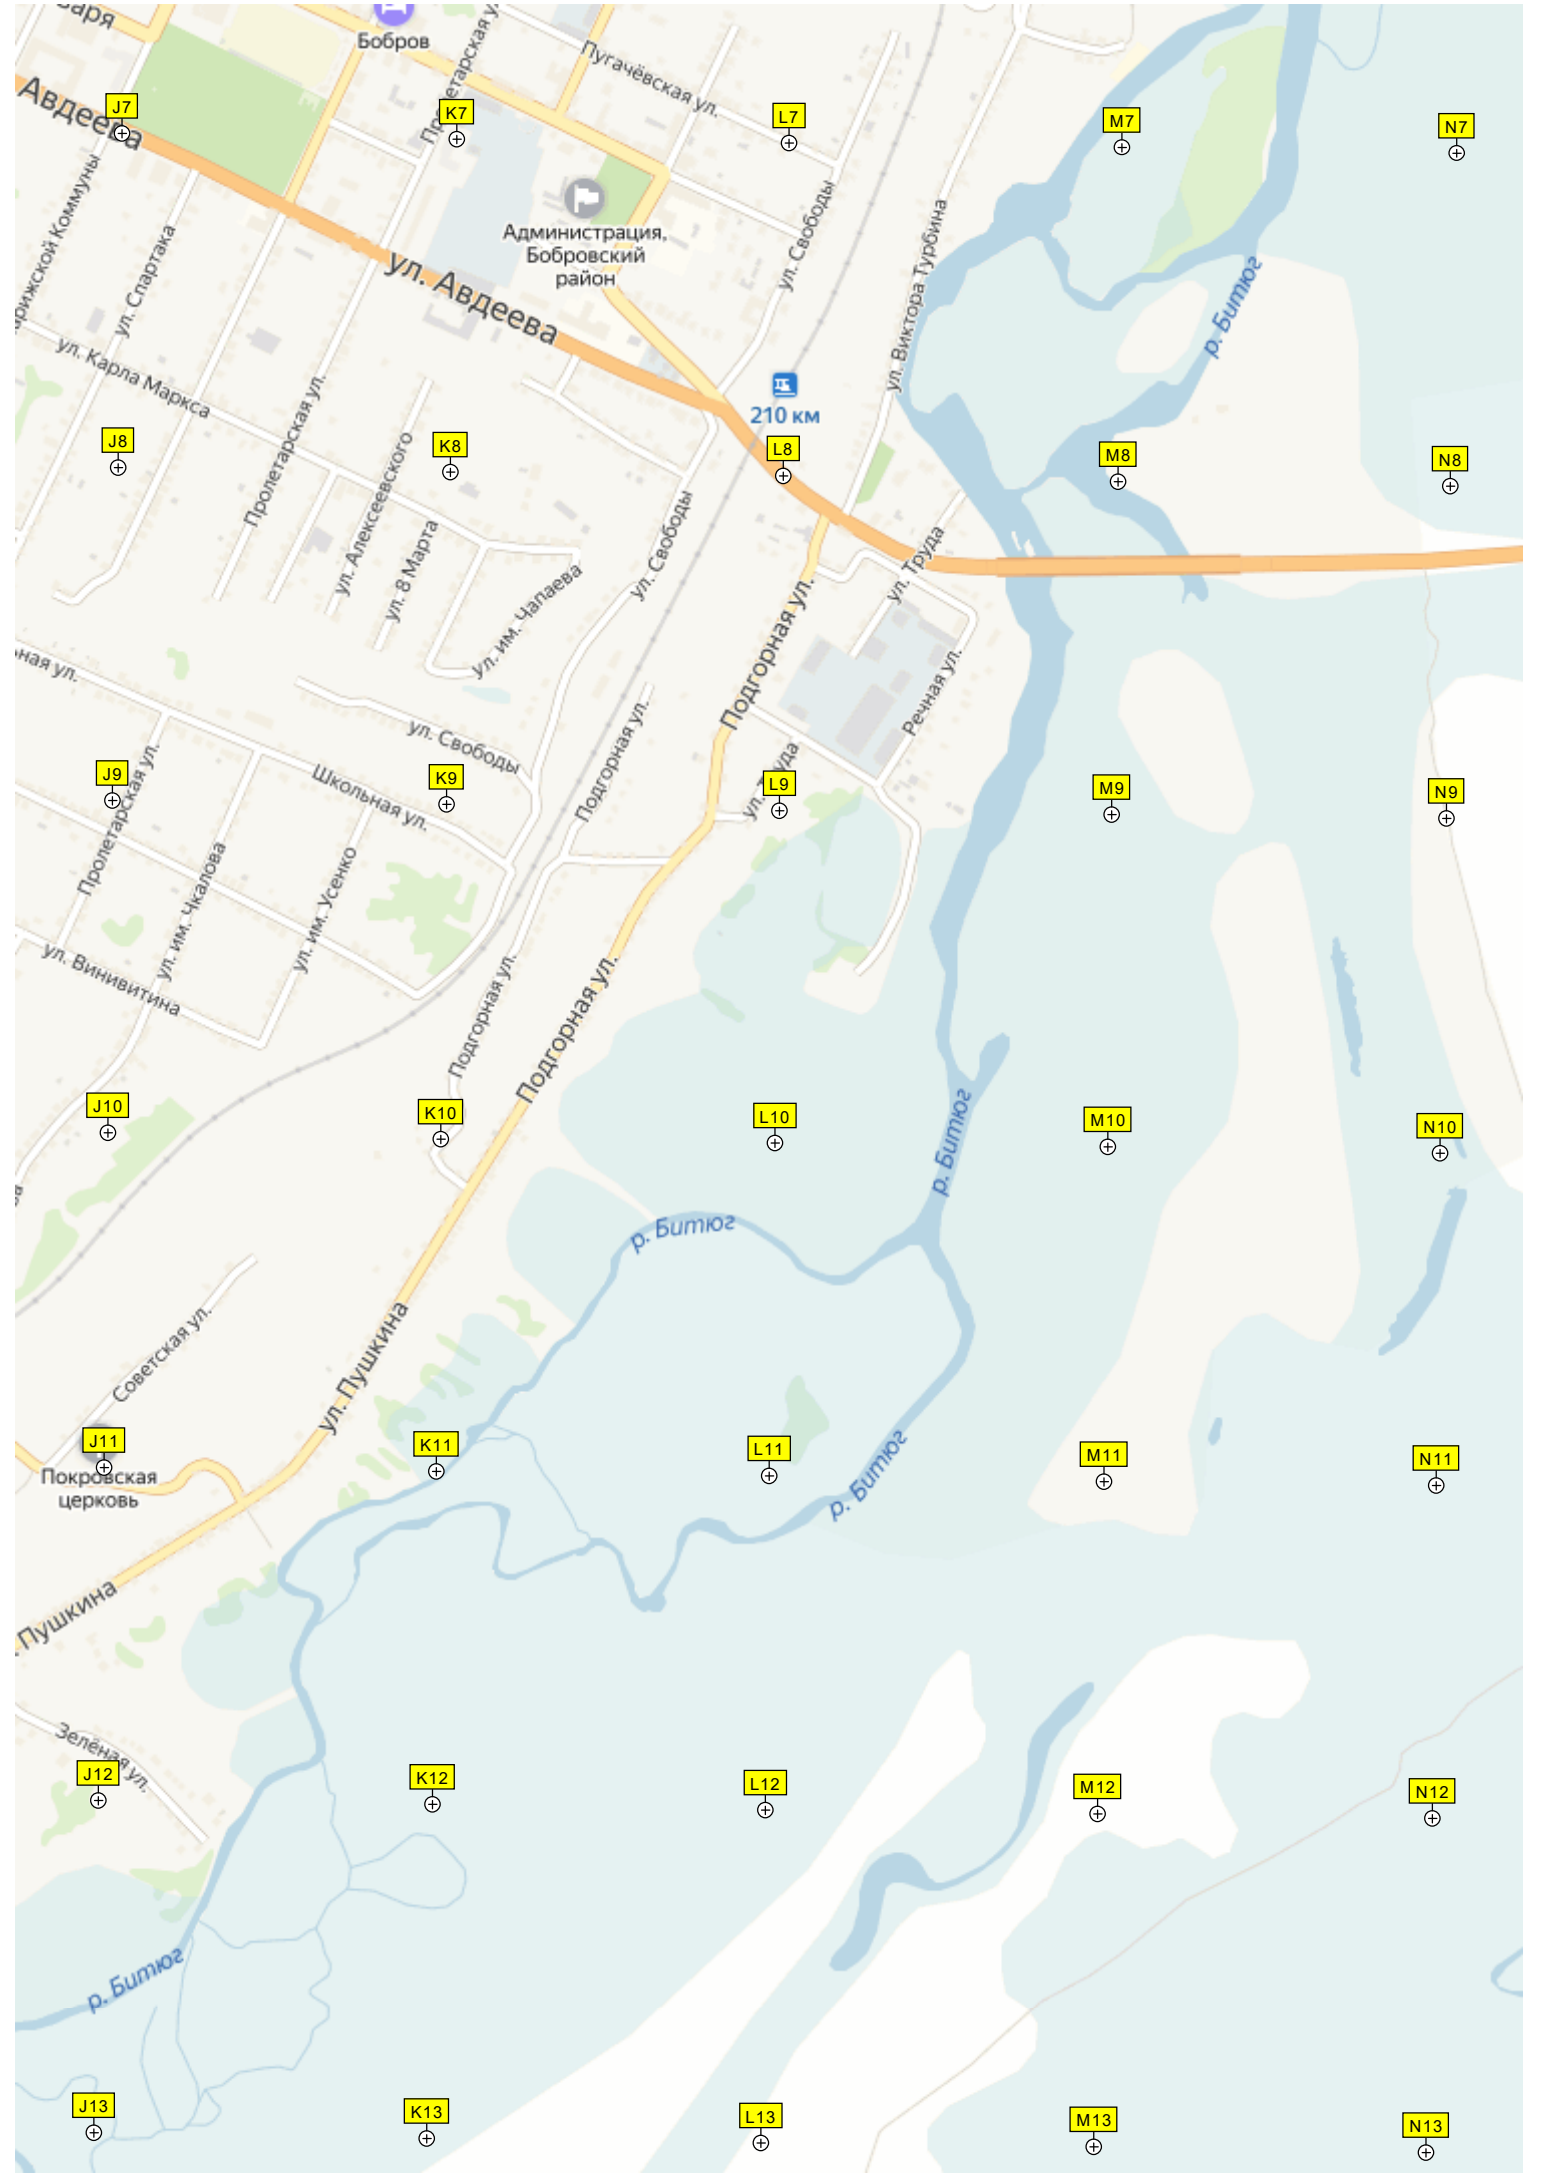 Бобров
Пролетарская у
Пугачёвская ул.
Авдеева
J7
K7
L7
M7
N7
Администрация,
Бобровский
район
ул. Свободы
ул. Виктора Турбина
р. Битюг
арижской Коммуны
ул. Спартака
ул. Авдеева
ул. Карла Маркса
210 км
Пролетарская ул.
ул. Алексеевского
J8
K8
L8
M8
N8
ул. 8 Марта
ул. им. Чапаева
ул. Свободы
ул. Труда
Подгорная ул.
Речная ул.
ная ул.
ул. Свободы
Подгорная ул.
Пролетарская ул.
Школьная ул.
J9
K9
L9
M9
N9
ул. им. Чкалова
ул. им. Усенко
ул. Винивитина
Подгорная ул.
Подгорная ул.
р. Битюг
J10
K10
L10
M10
N10
р. Битюг
Советская ул.
ул. Пушкина
J11
K11
L11
M11
N11
Покровская
церковь
р. Битюг
Пушкина
Зелёная ул.
J12
K12
L12
M12
N12
р. Битюг
J13
K13
L13
M13
N13